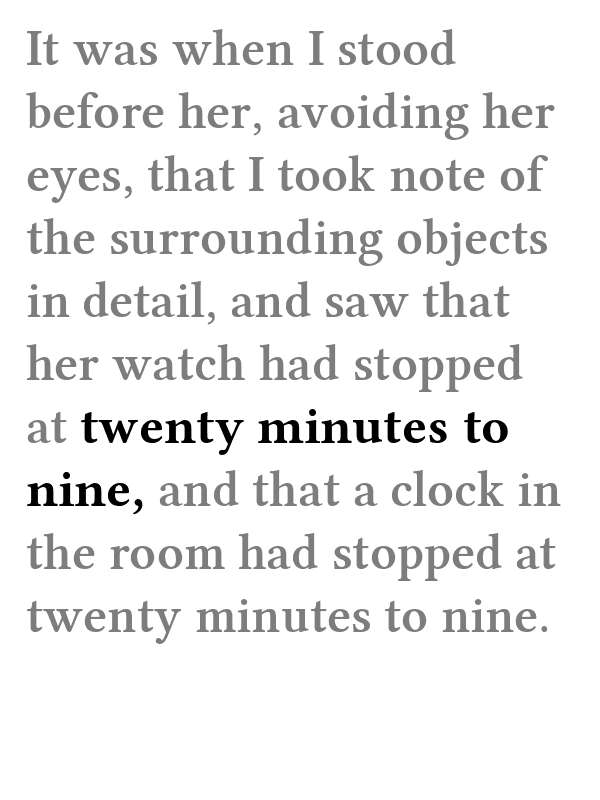 It was when I stood
before her, avoiding her
eyes, that I took note of
the surrounding objects
in detail, and saw that
her watch had stopped
at twenty minutes to
nine, and that a clock in
the room had stopped at
twenty minutes to nine.